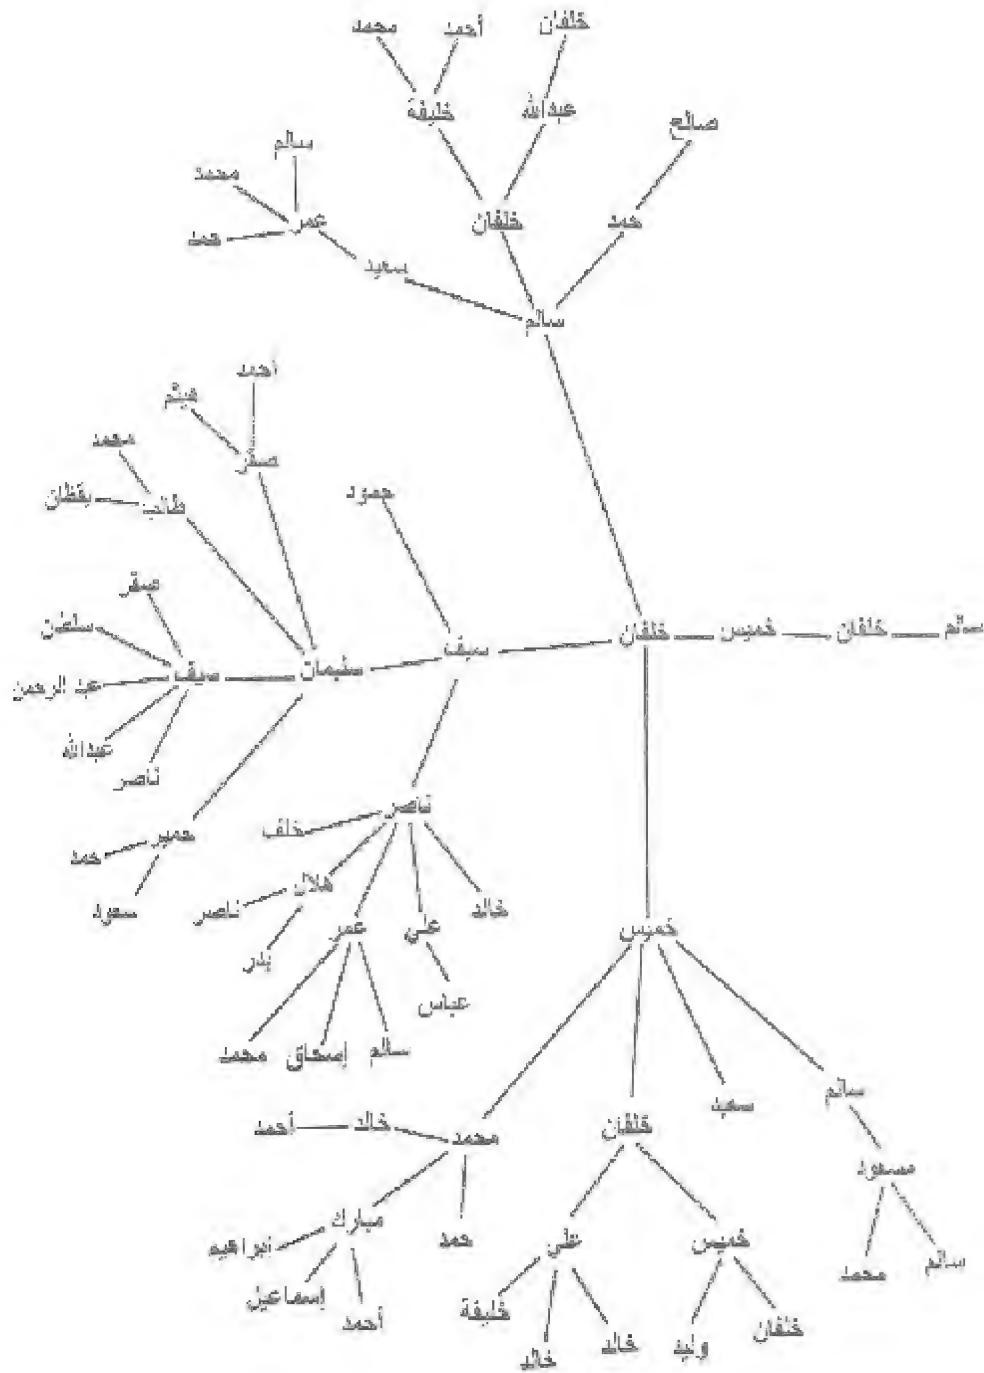 خلفان
أحمد
محمد
عبدالله
خليفة
صالح
سالم
محمد
حمد
خلفان
عمر
حمد
سعيد
سالم
أحمد
هيثم
صقر
محمد
حمود
طالب
يقظان
صقر
سلطان
سالم
خلفان
خميس
خلفان
سيف
سليمان
سيف
عبد الرحمن
عبدالله
ناصر
ناصر
خلف
حمير
حمد
هلال
خالد
ناصر
سعود
خميس
علي
عمر
بدر
عباس
سالم
إسحاق
محمد
سالم
سعيد
خلفان
محمد
خالد
أحمد
مسعود
مبارك
خميس
علي
حمد
ابراهيم
سالم
محمد
إسماعيل
خليفة
أحمد
خلفان
وليد
خالد
خالد